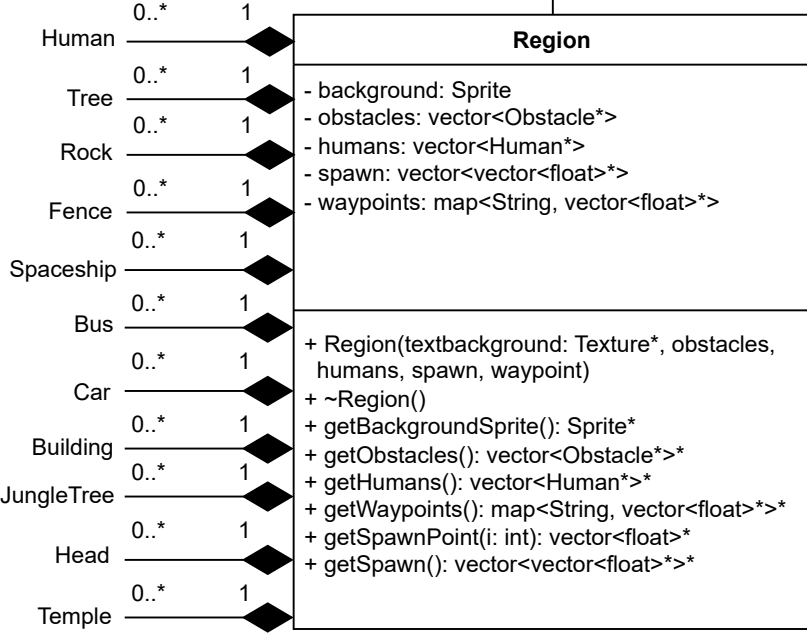 0..* 1
Human
0..* 1
Tree
0..* 1
Rock
0..* 1
Fence
0..* 1
Spaceship
0..* 1
Bus
0..* 1
Car
0..* 1
Building
0..* 1
JungleTree
0..* 1
Head
0..* 1
Temple
Region
- background: Sprite
- obstacles: vector<Obstacle*>
- humans: vector<Human*>
- spawn: vector<vector<float>*>
- waypoints: map<String, vector<float>*>
+ Region(textbackground: Texture*, obstacles,
humans, spawn, waypoint)
+ ~Region()
+ getBackgroundSprite(): Sprite*
+ getObstacles(): vector<Obstacle*>*
+ getHumans(): vector<Human*>*
+ getWaypoints(): map<String, vector<float>*>*
+ getSpawnPoint(i: int): vector<float>*
+ getSpawn(): vector<vector<float>*>*